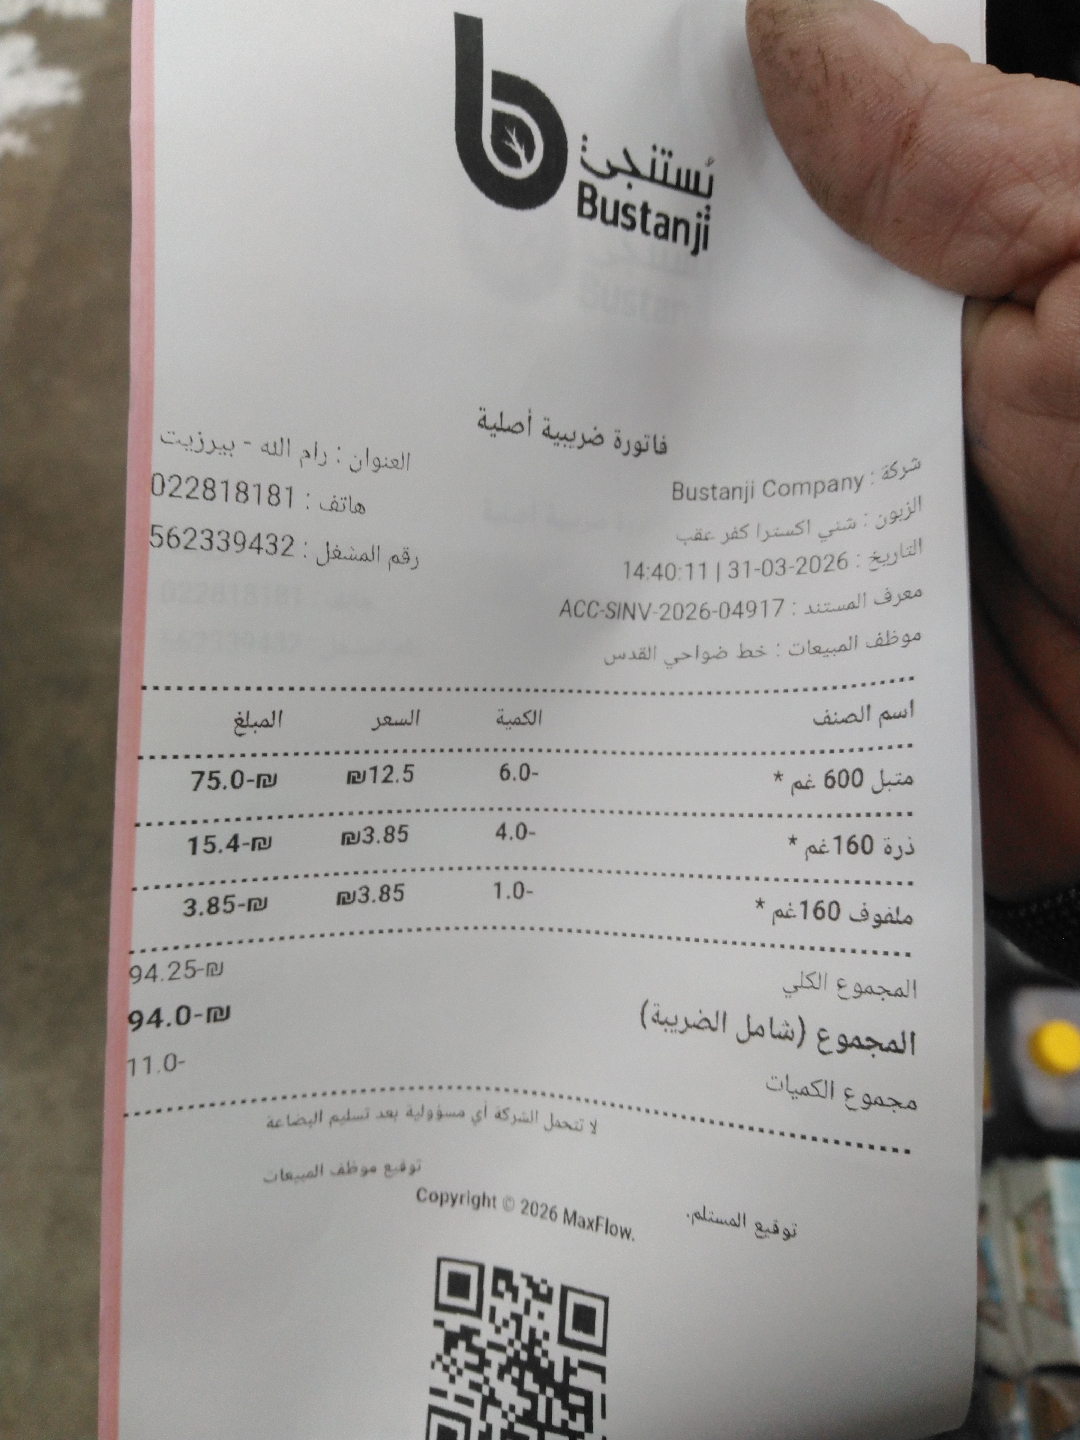 بُستنجي
Bustanji
فاتورة ضريبية أصلية
شركة : Bustanji Company
العنوان : رام الله - بيرزيت
الزبون : شني اكسترا كفر عقب
هاتف : 022818181
التاريخ : 31-03-2026 | 14:40:11
رقم المشغل : 562339432
معرف المستند : ACC-SINV-2026-04917
موظف المبيعات : خط ضواحي القدس
اسم الصنف الكمية السعر المبلغ
متبل 600 غم * 6.0- ₪12.5 75.0-₪
ذرة 160غم * 4.0- ₪3.85 15.4-₪
ملفوف 160غم * 1.0- ₪3.85 3.85-₪
المجموع الكلي 94.25-₪
المجموع (شامل الضريبة) 94.0-₪
مجموع الكميات 11.0-
لا تتحمل الشركة أي مسؤولية بعد تسليم البضاعة
توقيع موظف المبيعات
توقيع المستلم.
Copyright © 2026 MaxFlow.